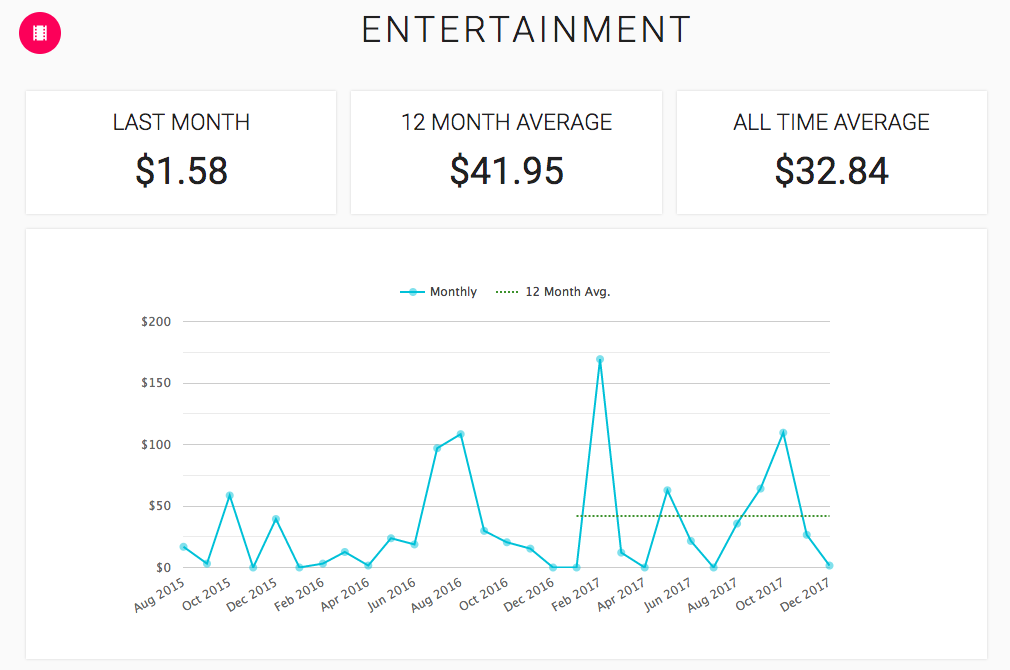 ENTERTAINMENT
LAST MONTH
$1.58
12 MONTH AVERAGE
$41.95
ALL TIME AVERAGE
$32.84
Monthly
12 Month Avg.
$200
$150
$100
$50
$0
Aug 2015
Oct 2015
Dec 2015
Feb 2016
Apr 2016
Jun 2016
Aug 2016
Oct 2016
Dec 2016
Feb 2017
Apr 2017
Jun 2017
Aug 2017
Oct 2017
Dec 2017